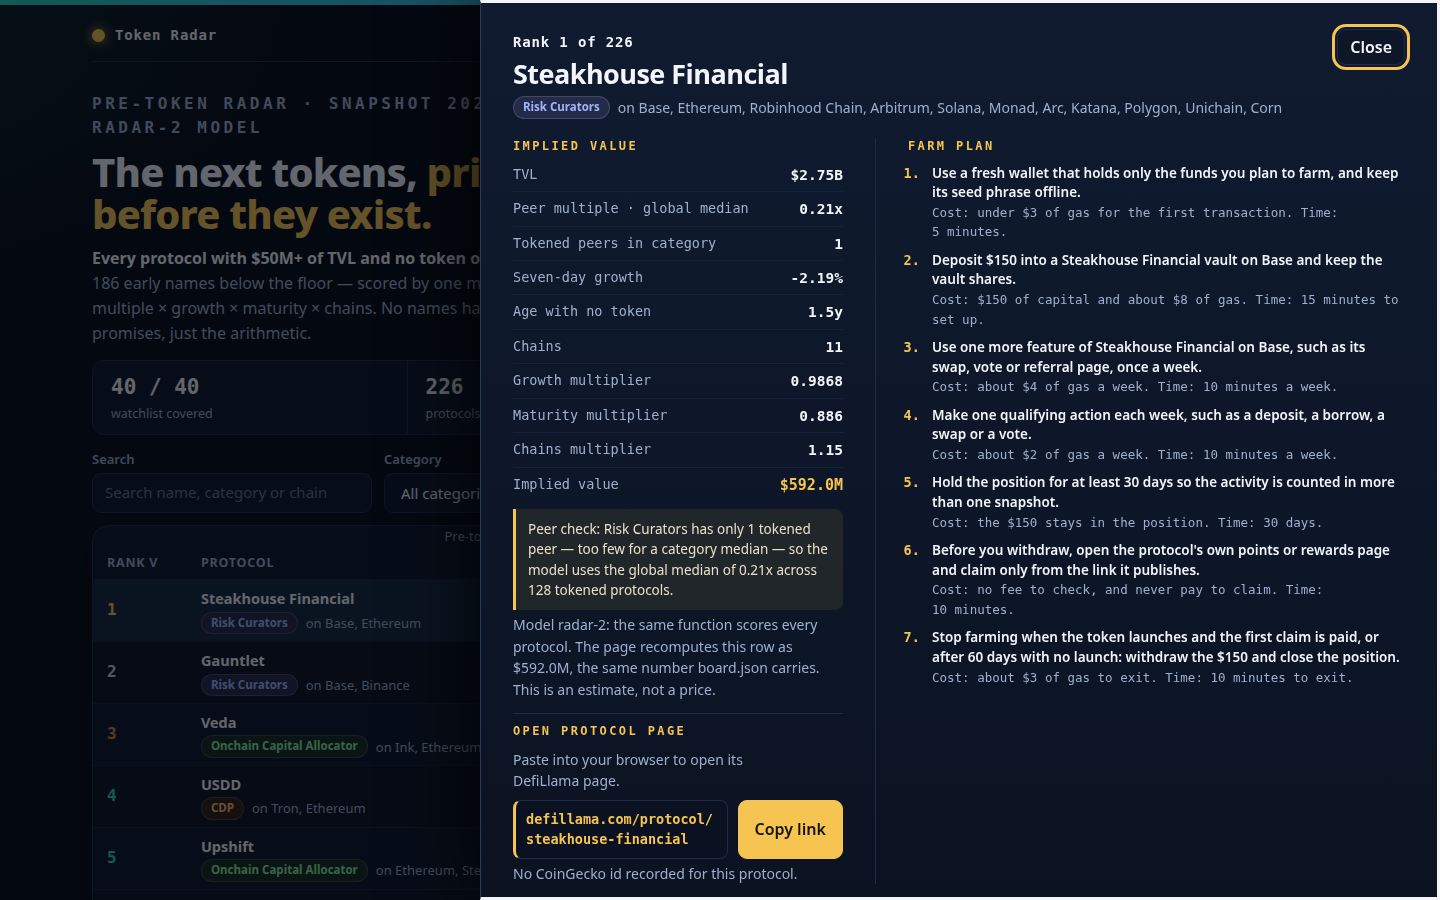 Token Radar
PRE-TOKEN RADAR · SNAPSHOT 202
RADAR-2 MODEL
The next tokens, pri
before they exist.
Every protocol with $50M+ of TVL and no token o
186 early names below the floor — scored by one m
multiple × growth × maturity × chains. No names ha
promises, just the arithmetic.
40 / 40
watchlist covered
226
protocols
Search
Category
Search name, category or chain
All categori
Pre-to
RANK V
PROTOCOL
1
Steakhouse Financial
Risk Curators
on Base, Ethereum
2
Gauntlet
Risk Curators
on Base, Binance
3
Veda
Onchain Capital Allocator
on Ink, Ethereum
4
USDD
CDP
on Tron, Ethereum
5
Upshift
Onchain Capital Allocator
on Ethereum, Ste
Rank 1 of 226
Close
Steakhouse Financial
Risk Curators
on Base, Ethereum, Robinhood Chain, Arbitrum, Solana, Monad, Arc, Katana, Polygon, Unichain, Corn
IMPLIED VALUE
TVL $2.75B
Peer multiple · global median 0.21x
Tokened peers in category 1
Seven-day growth -2.19%
Age with no token 1.5y
Chains 11
Growth multiplier 0.9868
Maturity multiplier 0.886
Chains multiplier 1.15
Implied value $592.0M
Peer check: Risk Curators has only 1 tokened
peer — too few for a category median — so the
model uses the global median of 0.21x across
128 tokened protocols.
Model radar-2: the same function scores every
protocol. The page recomputes this row as
$592.0M, the same number board.json carries.
This is an estimate, not a price.
OPEN PROTOCOL PAGE
Paste into your browser to open its
DefiLlama page.
defillama.com/protocol/
steakhouse-financial
Copy link
No CoinGecko id recorded for this protocol.
FARM PLAN
1. Use a fresh wallet that holds only the funds you plan to farm, and keep
its seed phrase offline.
Cost: under $3 of gas for the first transaction. Time:
5 minutes.
2. Deposit $150 into a Steakhouse Financial vault on Base and keep the
vault shares.
Cost: $150 of capital and about $8 of gas. Time: 15 minutes to
set up.
3. Use one more feature of Steakhouse Financial on Base, such as its
swap, vote or referral page, once a week.
Cost: about $4 of gas a week. Time: 10 minutes a week.
4. Make one qualifying action each week, such as a deposit, a borrow, a
swap or a vote.
Cost: about $2 of gas a week. Time: 10 minutes a week.
5. Hold the position for at least 30 days so the activity is counted in more
than one snapshot.
Cost: the $150 stays in the position. Time: 30 days.
6. Before you withdraw, open the protocol's own points or rewards page
and claim only from the link it publishes.
Cost: no fee to check, and never pay to claim. Time:
10 minutes.
7. Stop farming when the token launches and the first claim is paid, or
after 60 days with no launch: withdraw the $150 and close the position.
Cost: about $3 of gas to exit. Time: 10 minutes to exit.